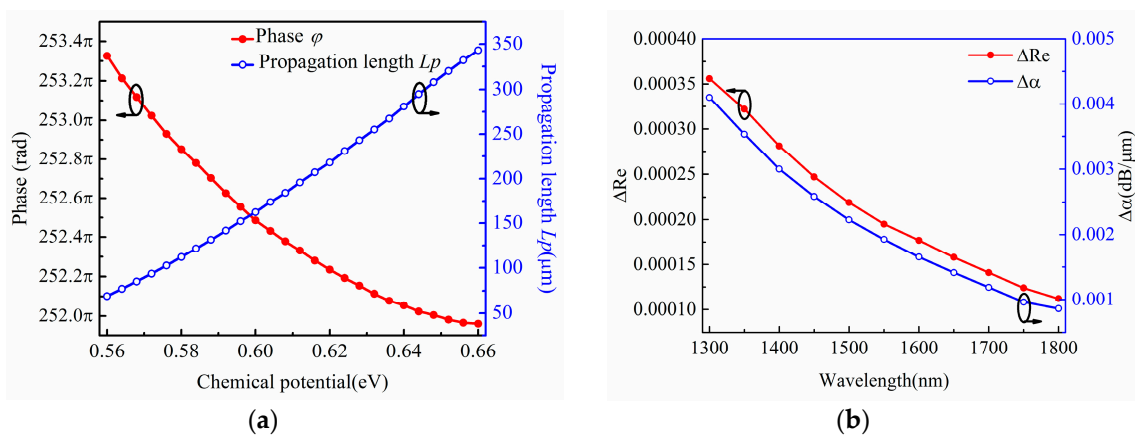 Phase φ
Propagation length Lp
253.4π
253.2π
253.0π
252.8π
252.6π
252.4π
252.2π
252.0π
Phase (rad)
350
300
250
200
150
100
50
Propagation length Lp(μm)
0.56 0.58 0.60 0.62 0.64 0.66
Chemical potential(eV)
(a)
ΔRe
Δα
0.00040
0.00035
0.00030
0.00025
0.00020
0.00015
0.00010
ΔRe
0.005
0.004
0.003
0.002
0.001
Δα(dB/μm)
1300 1400 1500 1600 1700 1800
Wavelength(nm)
(b)